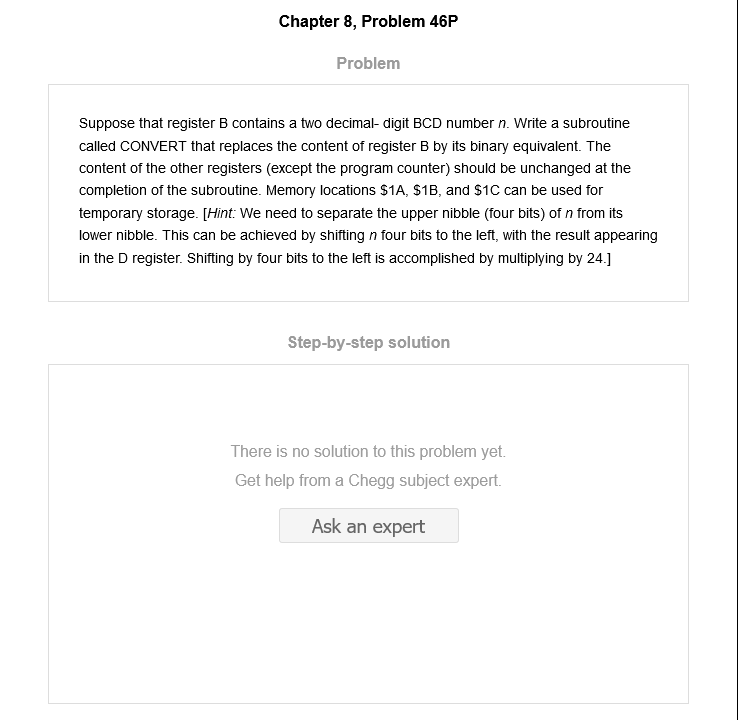 Chapter 8, Problem 46P
Problem
Suppose that register B contains a two decimal- digit BCD number n. Write a subroutine
called CONVERT that replaces the content of register B by its binary equivalent. The
content of the other registers (except the program counter) should be unchanged at the
completion of the subroutine. Memory locations $1A, $1B, and $1C can be used for
temporary storage. [Hint: We need to separate the upper nibble (four bits) of n from its
lower nibble. This can be achieved by shifting n four bits to the left, with the result appearing
in the D register. Shifting by four bits to the left is accomplished by multiplying by 24.]
Step-by-step solution
There is no solution to this problem yet.
Get help from a Chegg subject expert.
Ask an expert